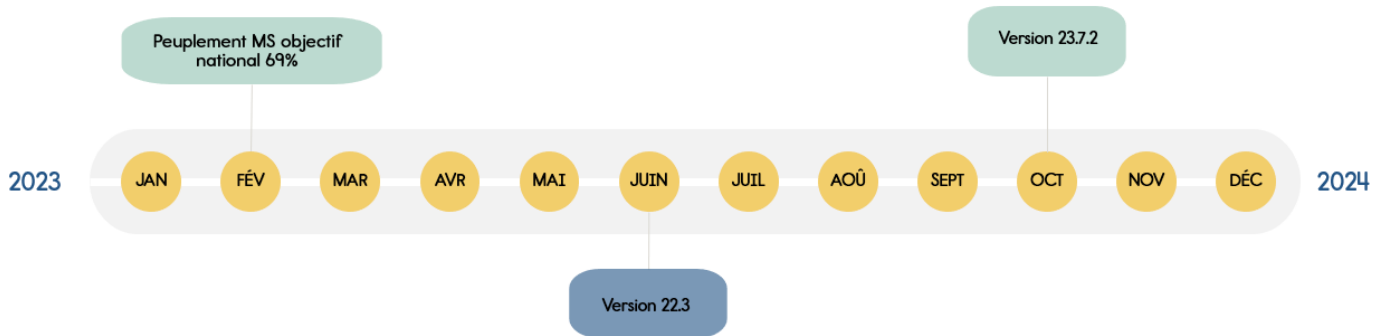 Peuplement MS objectif
national 69%
Version 23.7.2
2023
JAN
FÉV
MAR
AVR
MAI
JUIN
JUIL
AOÛ
SEPT
OCT
NOV
DÉC
2024
Version 22.3